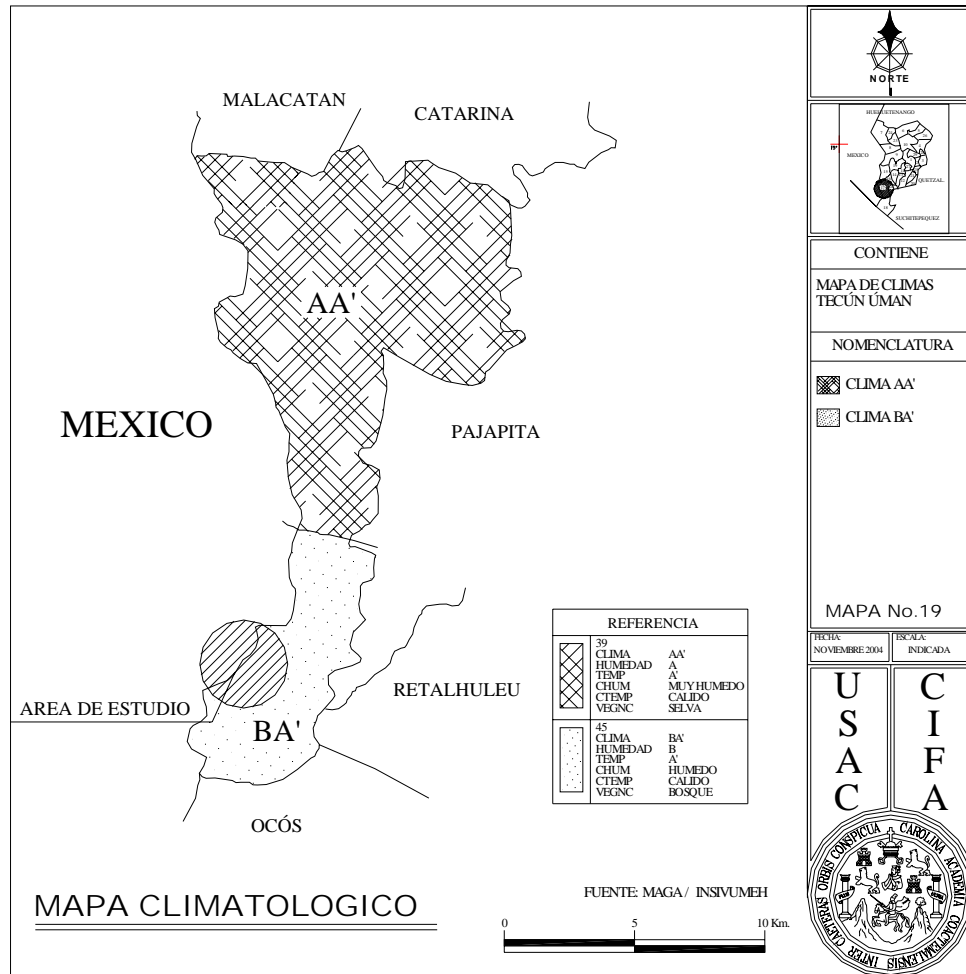 MALACATAN
CATARINA
AA'
MEXICO
PAJAPITA
RETALHULEU
AREA DE ESTUDIO
BA'
OCÓS
REFERENCIA
39
CLIMA AA'
HUMEDAD A
TEMP A'
CHUM MUY HUMEDO
CTEMP CALIDO
VEGNC SELVA
45
CLIMA BA'
HUMEDAD B
TEMP A'
CHUM HUMEDO
CTEMP CALIDO
VEGNC BOSQUE
MAPA CLIMATOLOGICO
FUENTE: MAGA / INSIVUMEH
0 5 10 Km.
NORTE
HUEHUETENANGO
MEXICO
QUETZAL.
SUCHITEPEQUEZ
CONTIENE
MAPA DE CLIMAS
TECÚN ÚMAN
NOMENCLATURA
CLIMA AA'
CLIMA BA'
MAPA No.19
FECHA:
NOVIEMBRE 2004
ESCALA:
INDICADA
USAC
CIFA
CAETERAS ORBIS CONSPICUA CAROLINA ACADEMIA COACTEMALENSIS INTER